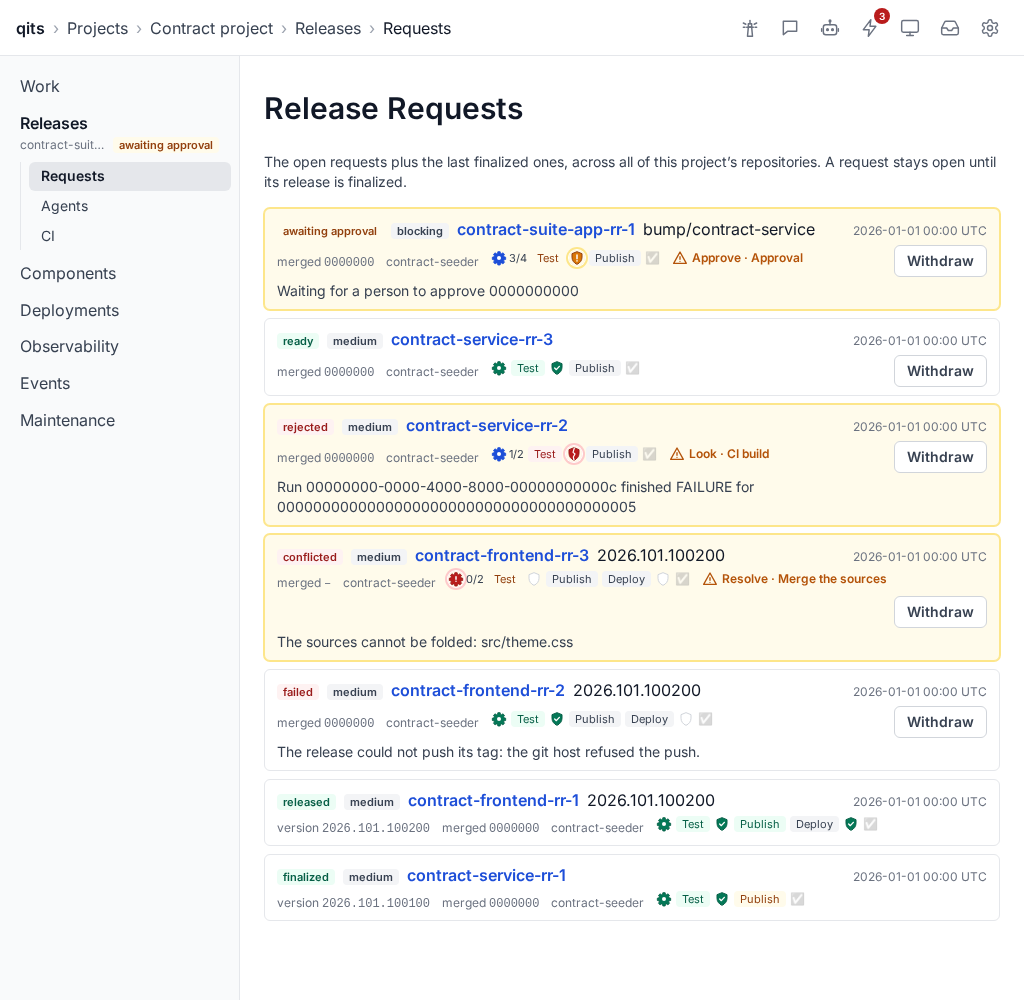 qits › Projects › Contract project › Releases › Requests
3
Work
Releases
contract-suit... awaiting approval
Requests
Agents
CI
Components
Deployments
Observability
Events
Maintenance
Release Requests
The open requests plus the last finalized ones, across all of this project's repositories. A request stays open until
its release is finalized.
awaiting approval blocking contract-suite-app-rr-1 bump/contract-service 2026-01-01 00:00 UTC
merged 0000000 contract-seeder 3/4 Test Publish Approve · Approval Withdraw
Waiting for a person to approve 0000000000
ready medium contract-service-rr-3 2026-01-01 00:00 UTC
merged 0000000 contract-seeder Test Publish Withdraw
rejected medium contract-service-rr-2 2026-01-01 00:00 UTC
merged 0000000 contract-seeder 1/2 Test Publish Look · CI build Withdraw
Run 00000000-0000-4000-8000-00000000000c finished FAILURE for
0000000000000000000000000000000000000005
conflicted medium contract-frontend-rr-3 2026.101.100200 2026-01-01 00:00 UTC
merged – contract-seeder 0/2 Test Publish Deploy Resolve · Merge the sources
Withdraw
The sources cannot be folded: src/theme.css
failed medium contract-frontend-rr-2 2026.101.100200 2026-01-01 00:00 UTC
merged 0000000 contract-seeder Test Publish Deploy Withdraw
The release could not push its tag: the git host refused the push.
released medium contract-frontend-rr-1 2026.101.100200 2026-01-01 00:00 UTC
version 2026.101.100200 merged 0000000 contract-seeder Test Publish Deploy
finalized medium contract-service-rr-1 2026-01-01 00:00 UTC
version 2026.101.100100 merged 0000000 contract-seeder Test Publish